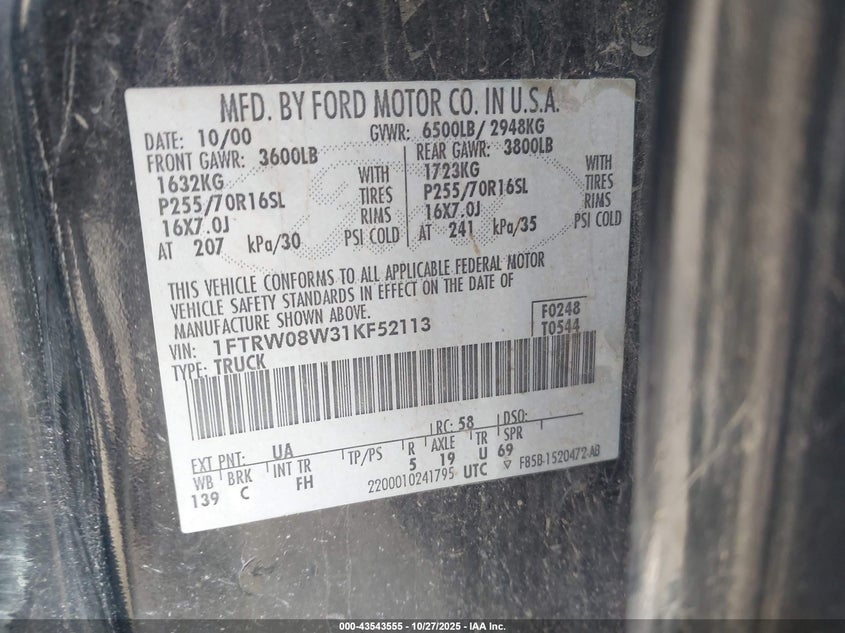 MFD. BY FORD MOTOR CO. IN U.S.A.
DATE: 10/00 GVWR: 6500LB/ 2948KG
FRONT GAWR: 3600LB REAR GAWR: 3800LB
1632KG WITH 1723KG WITH
P255/70R16SL TIRES P255/70R16SL TIRES
16X7.0J RIMS 16X7.0J RIMS
AT 207 kPa/30 PSI COLD AT 241 kPa/35 PSI COLD
THIS VEHICLE CONFORMS TO ALL APPLICABLE FEDERAL MOTOR
VEHICLE SAFETY STANDARDS IN EFFECT ON THE DATE OF
MANUFACTURE SHOWN ABOVE.
F0248
VIN: 1FTRW08W31KF52113 T0544
TYPE: TRUCK
EXT PNT: UA RC: 58 DSO:
WB BRK INT TR TP/PS R AXLE TR SPR
139 C FH 5 19 U 69
2200010241795 UTC ▽ F85B-1520472-AB
000-43543555 | 10/27/2025 - IAA Inc.